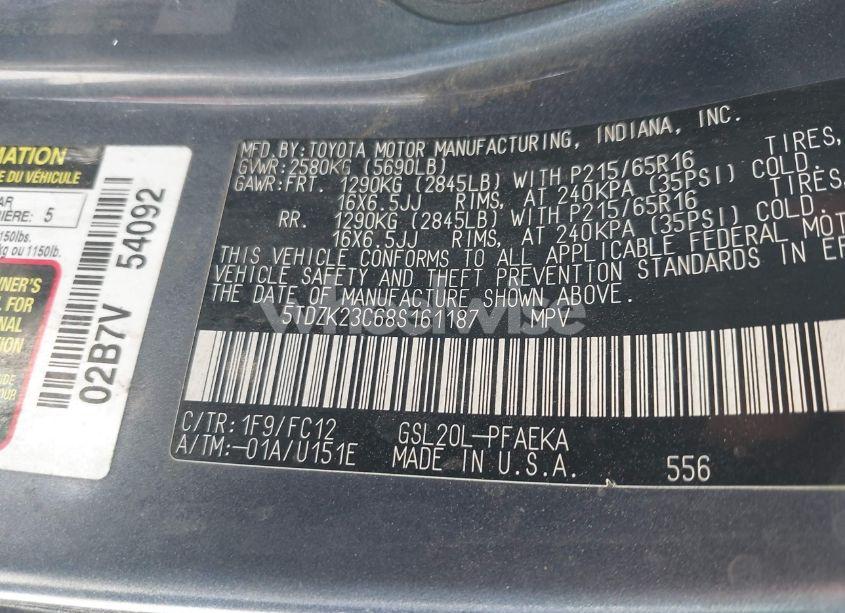 MATION
DU VÉHICULE
5
54092
02B7V
MFD.BY:TOYOTA MOTOR MANUFACTURING, INDIANA, INC.
GVWR:2580KG (5690LB)
GAWR:FRT. 1290KG (2845LB) WITH P215/65R16 TIRES,
16X6.5JJ RIMS, AT 240KPA (35PSI) COLD.
RR. 1290KG (2845LB) WITH P215/65R16 TIRES,
16X6.5JJ RIMS, AT 240KPA (35PSI) COLD.
THIS VEHICLE CONFORMS TO ALL APPLICABLE FEDERAL MOT
VEHICLE SAFETY AND THEFT PREVENTION STANDARDS IN EF
THE DATE OF MANUFACTURE SHOWN ABOVE.
5TDZK23C68S161187 MPV
C/TR: 1F9/FC12 GSL20L-PFAEKA
A/TM:-01A/U151E MADE IN U.S.A. 556